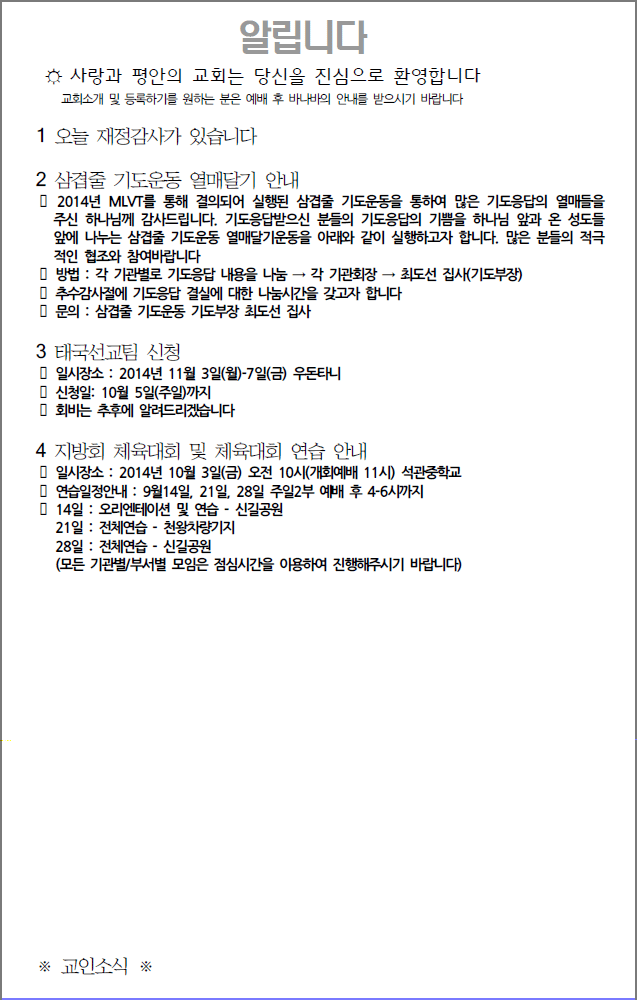 알립니다
☼ 사랑과 평안의 교회는 당신을 진심으로 환영합니다
교회소개 및 등록하기를 원하는 분은 예배 후 바나바의 안내를 받으시기 바랍니다
1 오늘 재정감사가 있습니다
2 삼겹줄 기도운동 열매달기 안내
▯ 2014년 MLVT를 통해 결의되어 실행된 삼겹줄 기도운동을 통하여 많은 기도응답의 열매들을
주신 하나님께 감사드립니다. 기도응답받으신 분들의 기도응답의 기쁨을 하나님 앞과 온 성도들
앞에 나누는 삼겹줄 기도운동 열매달기운동을 아래와 같이 실행하고자 합니다. 많은 분들의 적극
적인 협조와 참여바랍니다
▯ 방법 : 각 기관별로 기도응답 내용을 나눔 → 각 기관회장 → 최도선 집사(기도부장)
▯ 추수감사절에 기도응답 결실에 대한 나눔시간을 갖고자 합니다
▯ 문의 : 삼겹줄 기도운동 기도부장 최도선 집사
3 태국선교팀 신청
▯ 일시장소 : 2014년 11월 3일(월)-7일(금) 우돈타니
▯ 신청일: 10월 5일(주일)까지
▯ 회비는 추후에 알려드리겠습니다
4 지방회 체육대회 및 체육대회 연습 안내
▯ 일시장소 : 2014년 10월 3일(금) 오전 10시(개회예배 11시) 석관중학교
▯ 연습일정안내 : 9월14일, 21일, 28일 주일2부 예배 후 4-6시까지
▯ 14일 : 오리엔테이션 및 연습 - 신길공원
21일 : 전체연습 - 천왕차량기지
28일 : 전체연습 - 신길공원
(모든 기관별/부서별 모임은 점심시간을 이용하여 진행해주시기 바랍니다)
※ 교인소식 ※